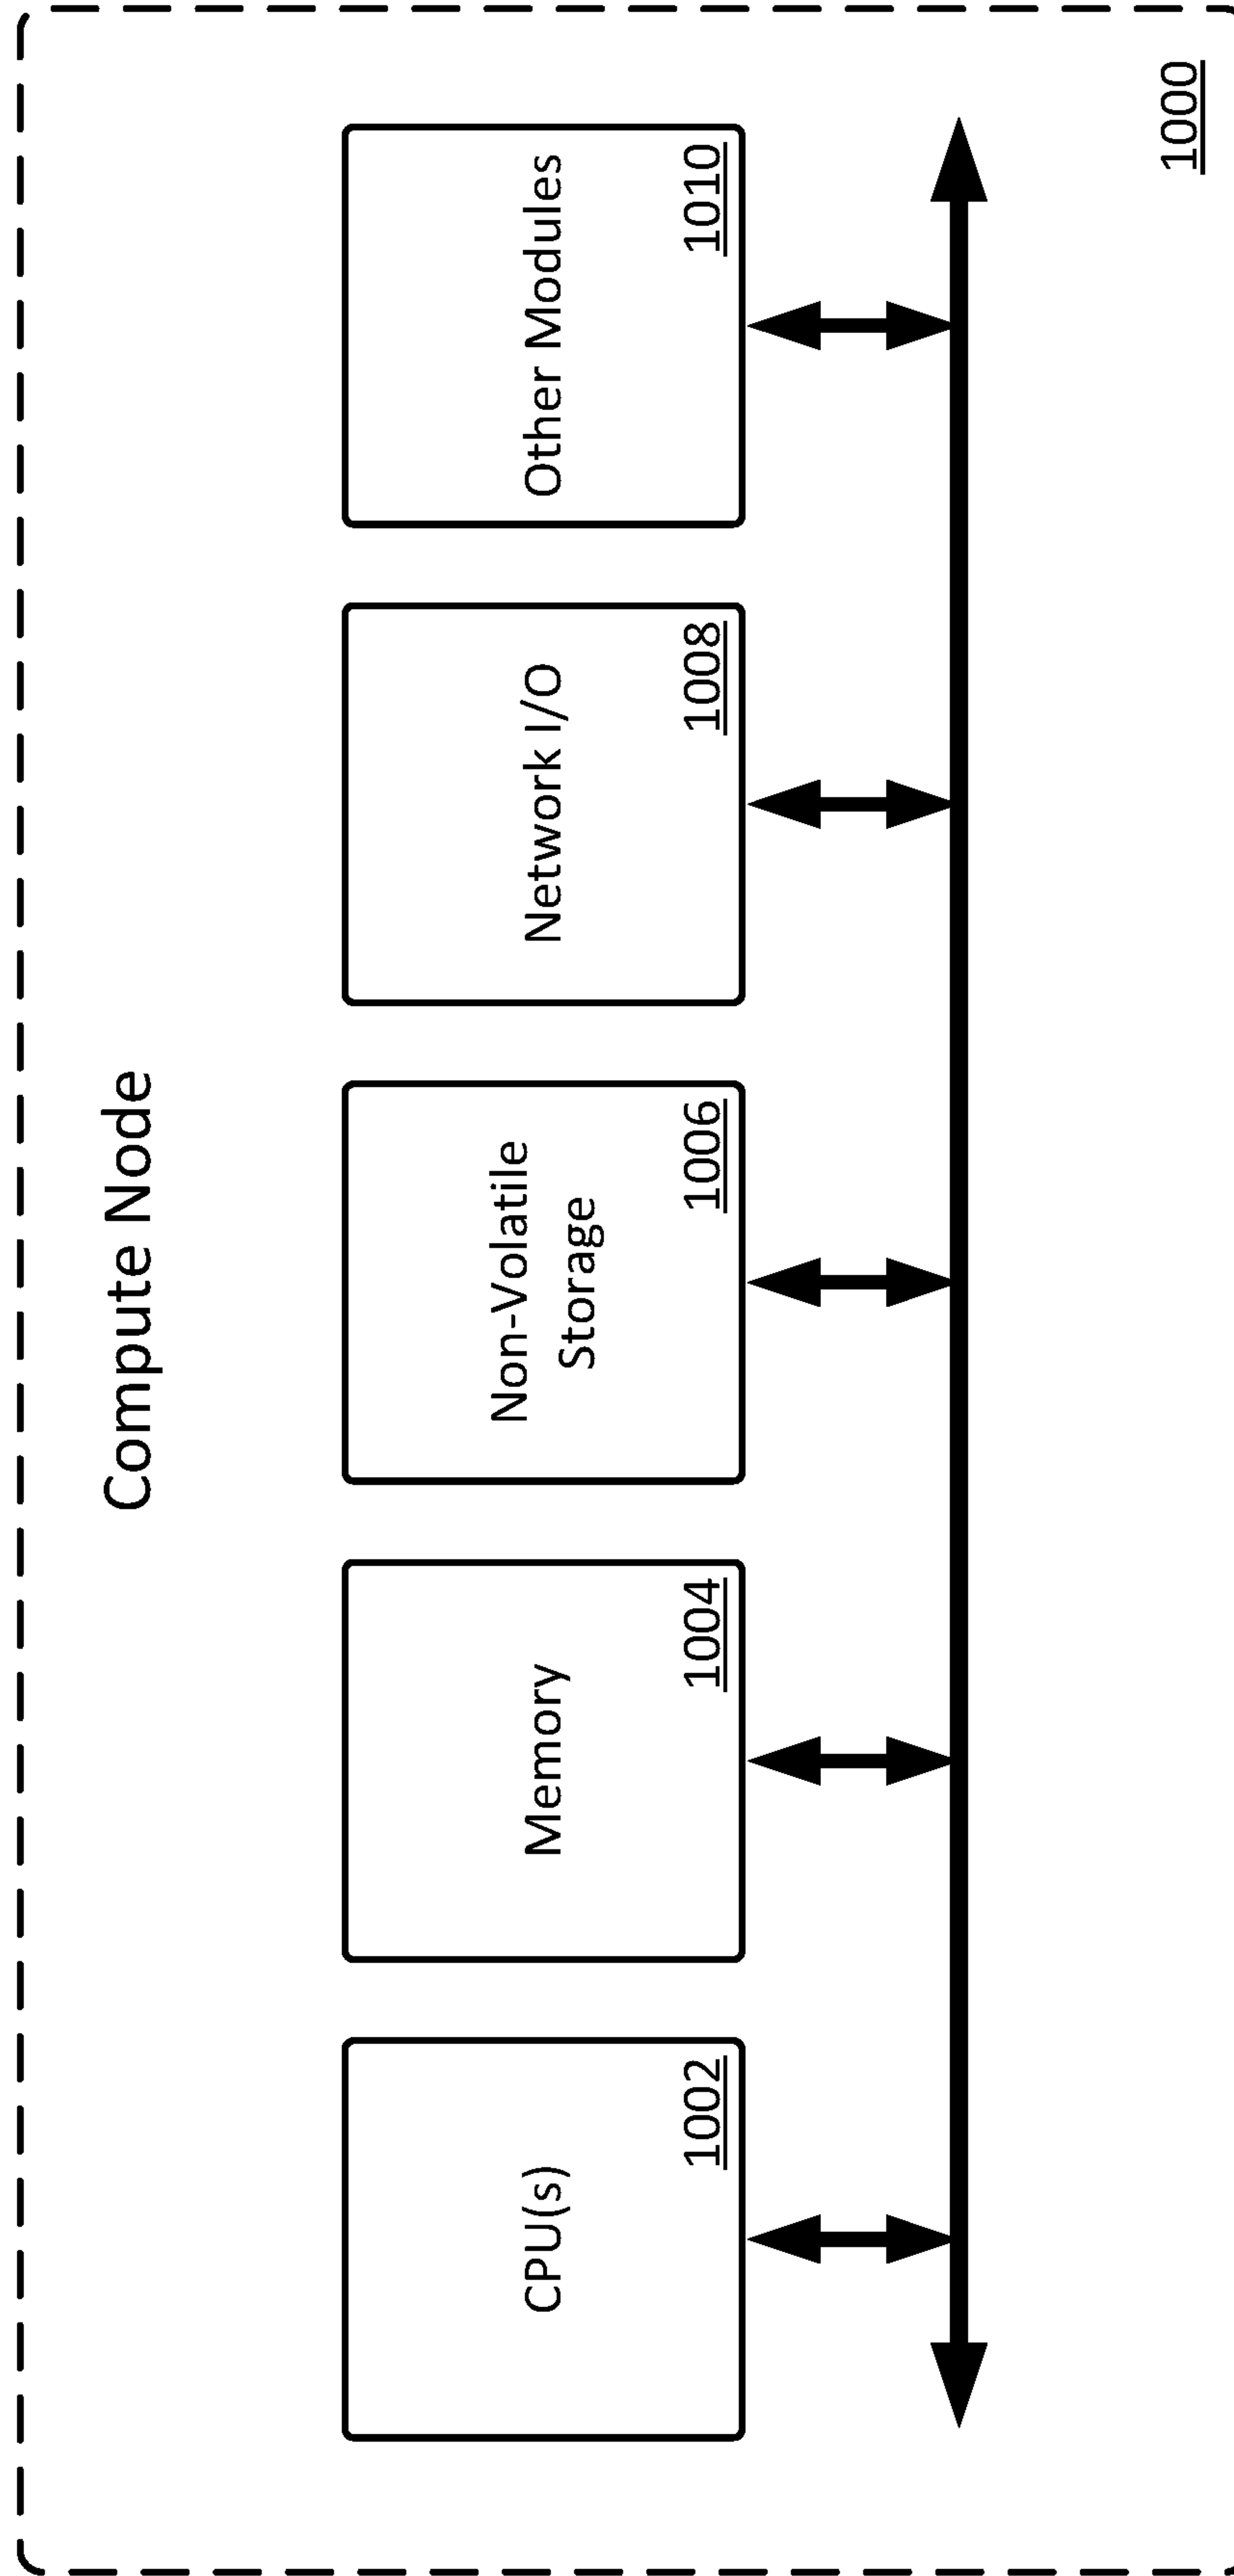 Compute Node
CPU(s)
1002
Memory
1004
Non-Volatile
Storage
1006
Network I/O
1008
Other Modules
1010
1000